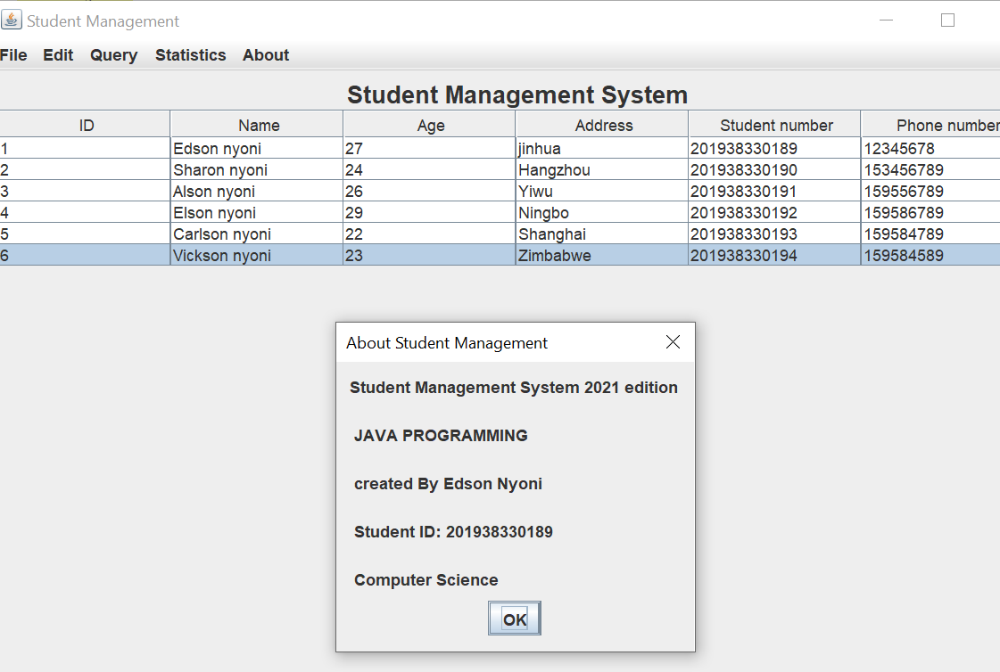 Student Management
File Edit Query Statistics About
Student Management System
ID Name Age Address Student number Phone number
1 Edson nyoni 27 jinhua 201938330189 12345678
2 Sharon nyoni 24 Hangzhou 201938330190 153456789
3 Alson nyoni 26 Yiwu 201938330191 159556789
4 Elson nyoni 29 Ningbo 201938330192 159586789
5 Carlson nyoni 22 Shanghai 201938330193 159584789
6 Vickson nyoni 23 Zimbabwe 201938330194 159584589
About Student Management
Student Management System 2021 edition
JAVA PROGRAMMING
created By Edson Nyoni
Student ID: 201938330189
Computer Science
OK